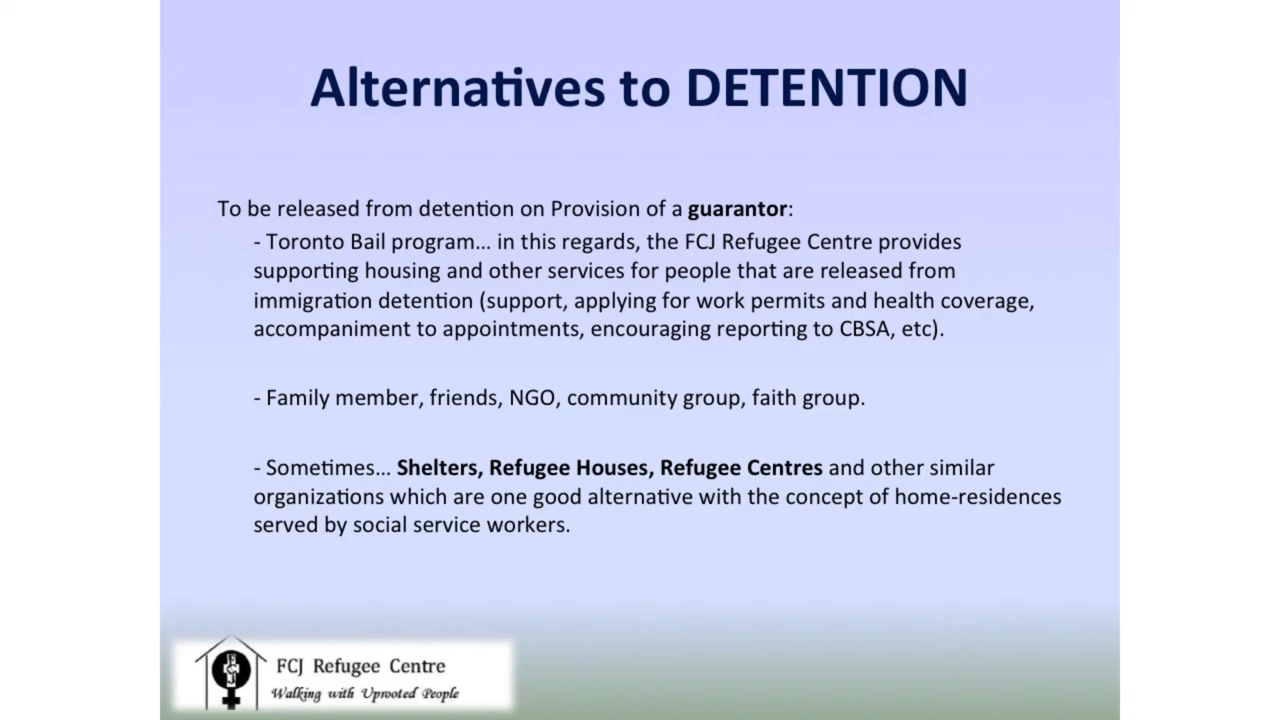 Alternatives to DETENTION
To be released from detention on Provision of a guarantor:
- Toronto Bail program... in this regards, the FCJ Refugee Centre provides
supporting housing and other services for people that are released from
immigration detention (support, applying for work permits and health coverage,
accompaniment to appointments, encouraging reporting to CBSA, etc).
- Family member, friends, NGO, community group, faith group.
- Sometimes... Shelters, Refugee Houses, Refugee Centres and other similar
organizations which are one good alternative with the concept of home-residences
served by social service workers.
FCJ Refugee Centre
Walking with Uprooted People